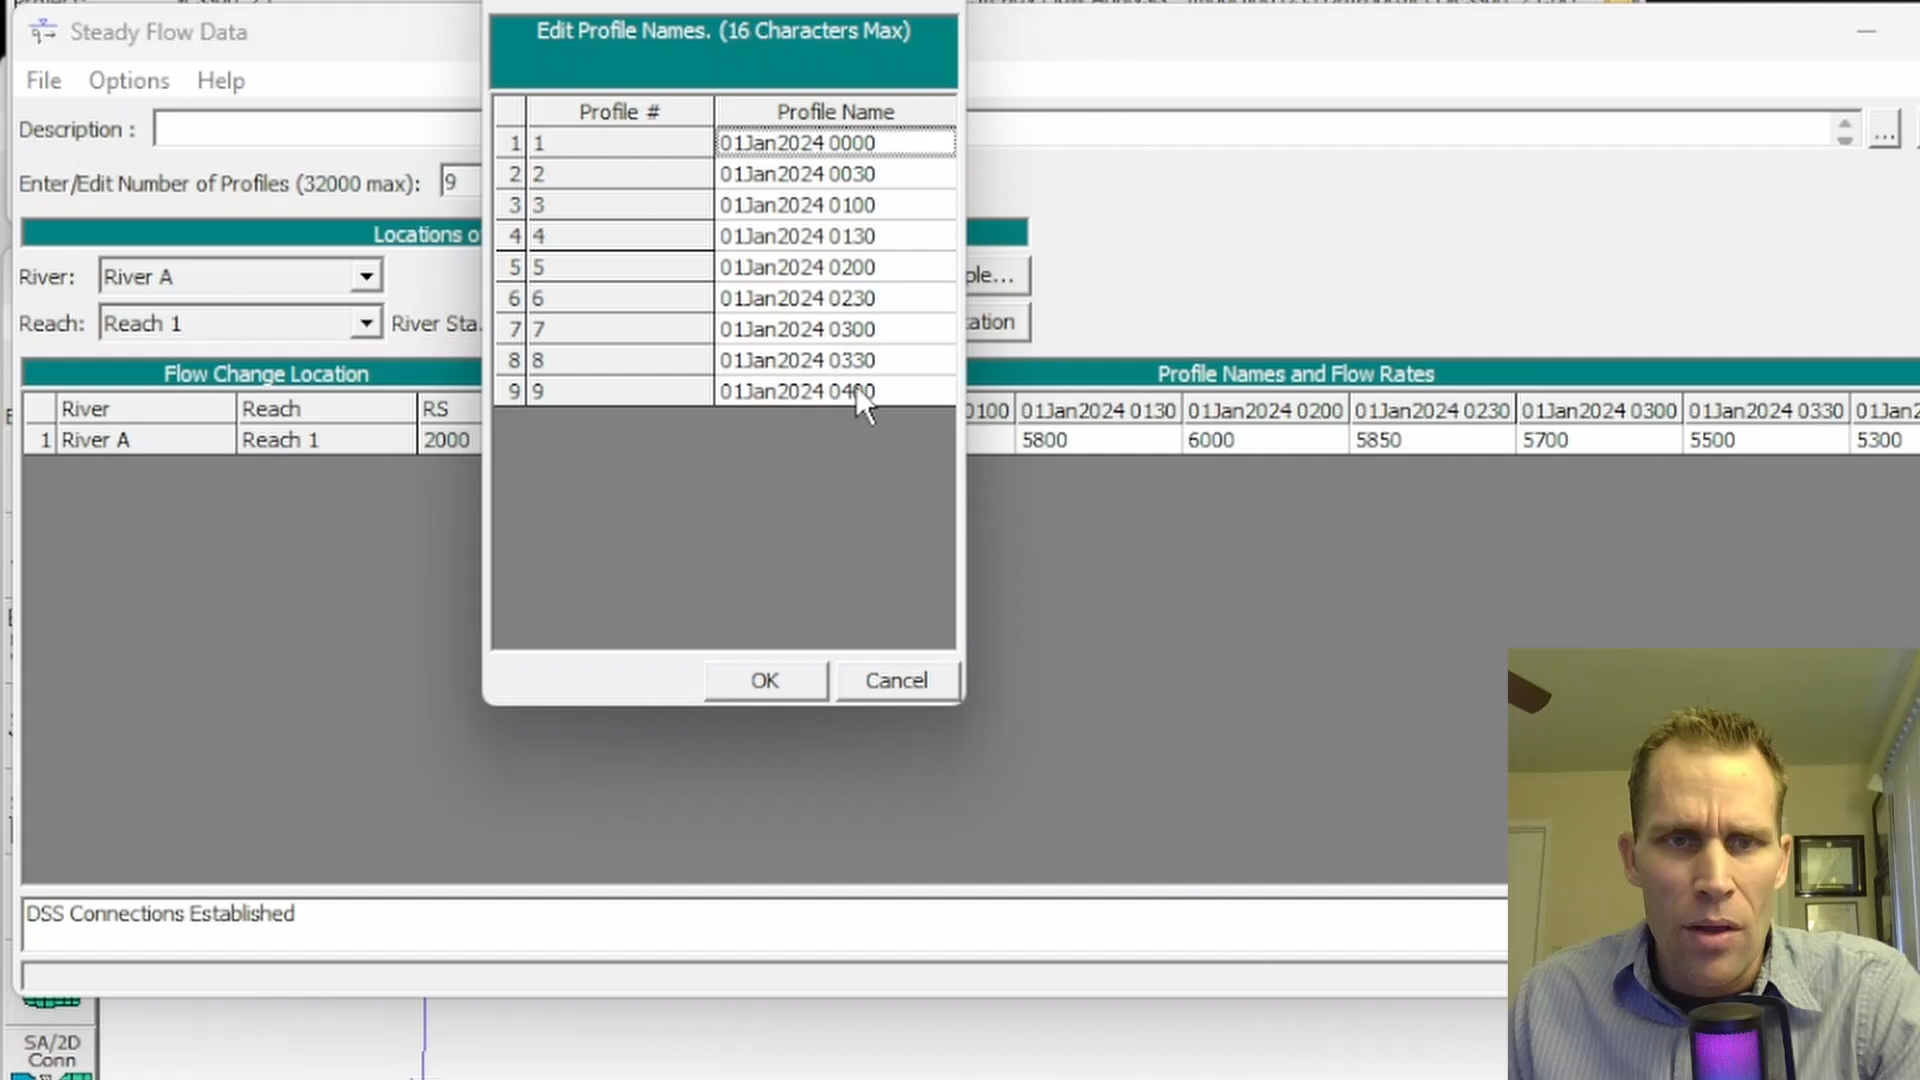 Steady Flow Data
File Options Help
Description :
...
Enter/Edit Number of Profiles (32000 max): 9
Locations o
River: River A
ple...
Reach: Reach 1 River Sta.
ation
Flow Change Location
Profile Names and Flow Rates
River Reach RS
0100 01Jan2024 0130 01Jan2024 0200 01Jan2024 0230 01Jan2024 0300 01Jan2024 0330 01Jan2
1 River A Reach 1 2000
5800 6000 5850 5700 5500 5300
Edit Profile Names. (16 Characters Max)
Profile # Profile Name
1 1 01Jan2024 0000
2 2 01Jan2024 0030
3 3 01Jan2024 0100
4 4 01Jan2024 0130
5 5 01Jan2024 0200
6 6 01Jan2024 0230
7 7 01Jan2024 0300
8 8 01Jan2024 0330
9 9 01Jan2024 0400
OK Cancel
DSS Connections Established
SA/2D
Conn